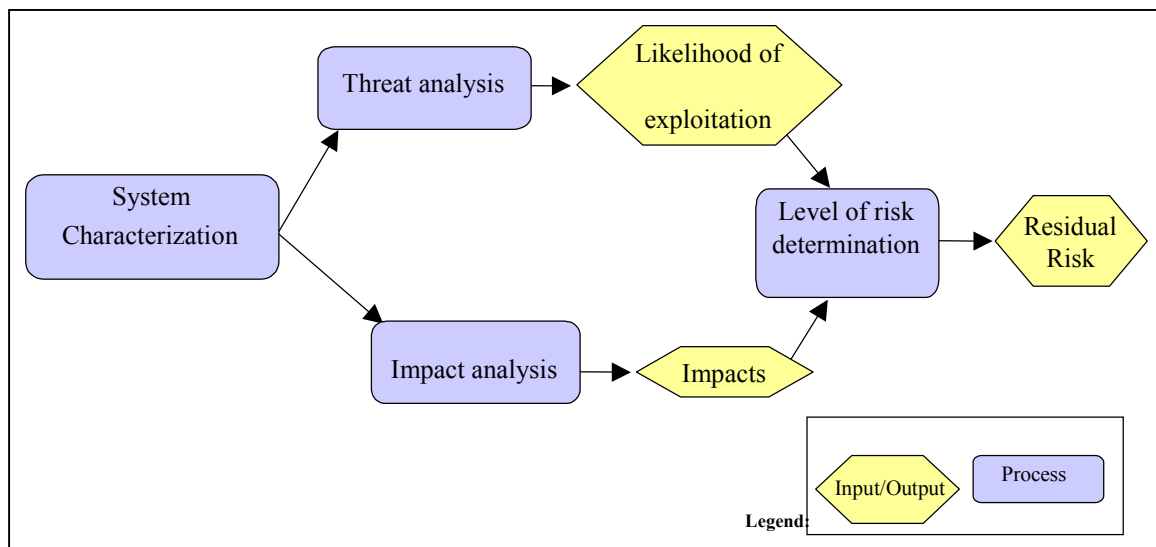 Threat analysis
Likelihood of
exploitation
System
Characterization
Level of risk
determination
Residual
Risk
Impact analysis
Impacts
Input/Output
Process
Legend: